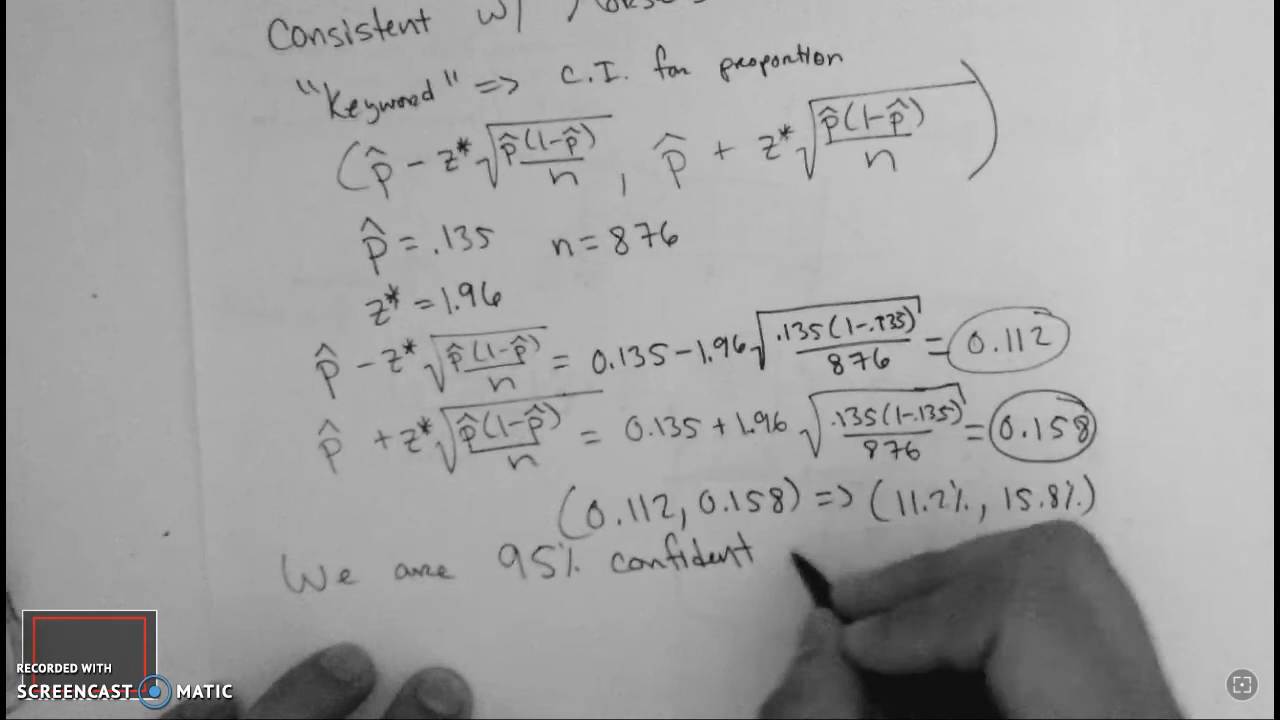 Consistent w/
"Keyword" => C.I. for proportion
(p̂ - z*√(p̂(1-p̂)/n), p̂ + z*√(p̂(1-p̂)/n))
p̂ = .135 n = 876
z* = 1.96
p̂ - z*√(p̂(1-p̂)/n) = 0.135 - 1.96√(.135(1-.135)/876) = 0.112
p̂ + z*√(p̂(1-p̂)/n) = 0.135 + 1.96√(.135(1-.135)/876) = 0.158
(0.112, 0.158) => (11.2%, 15.8%)
We are 95% confident
RECORDED WITH
SCREENCAST MATIC